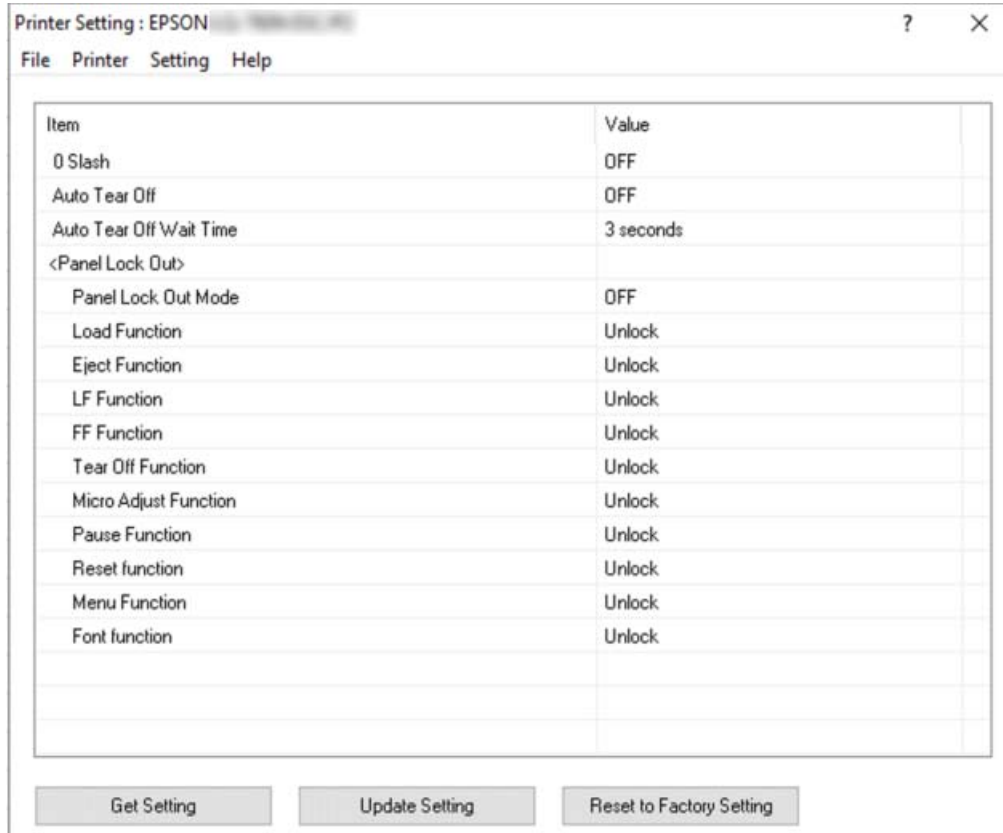 Printer Setting : EPSON
File Printer Setting Help
Item Value
0 Slash OFF
Auto Tear Off OFF
Auto Tear Off Wait Time 3 seconds
<Panel Lock Out>
Panel Lock Out Mode OFF
Load Function Unlock
Eject Function Unlock
LF Function Unlock
FF Function Unlock
Tear Off Function Unlock
Micro Adjust Function Unlock
Pause Function Unlock
Reset function Unlock
Menu Function Unlock
Font function Unlock
Get Setting Update Setting Reset to Factory Setting